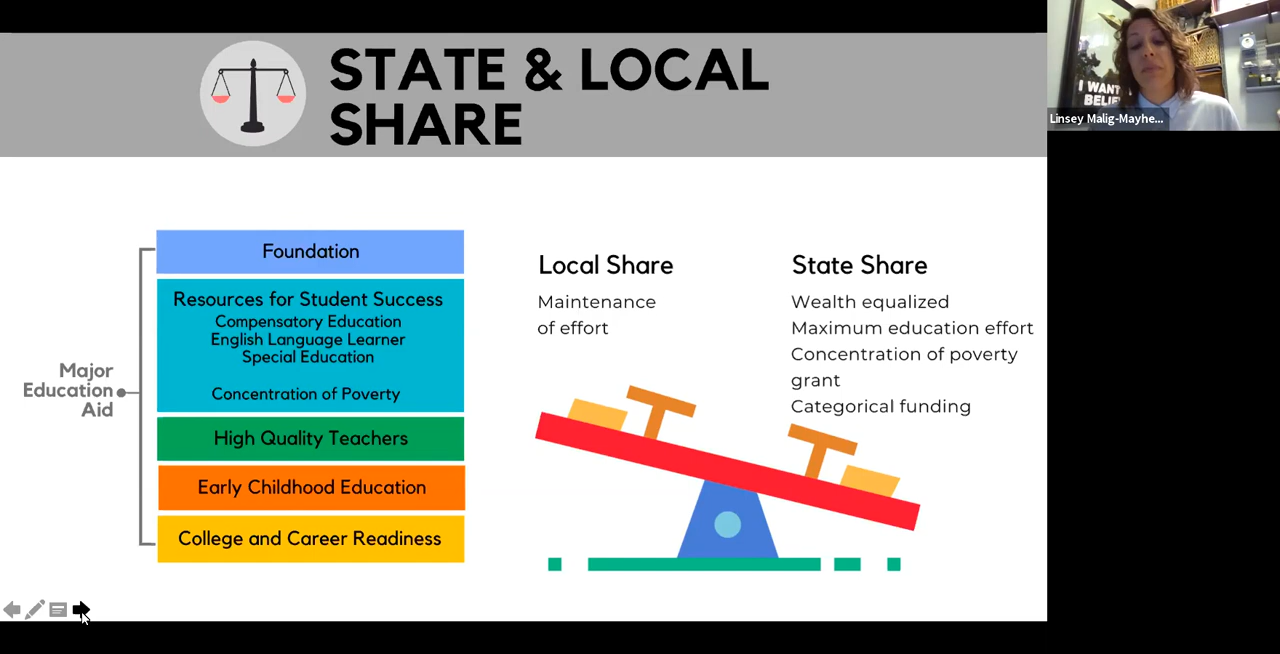 STATE & LOCAL
SHARE
I WANT
Linsey Malig-Mayhe...
Foundation
Resources for Student Success
Compensatory Education
English Language Learner
Special Education
Concentration of Poverty
High Quality Teachers
Early Childhood Education
College and Career Readiness
Major
Education
Aid
Local Share
Maintenance
of effort
State Share
Wealth equalized
Maximum education effort
Concentration of poverty
grant
Categorical funding